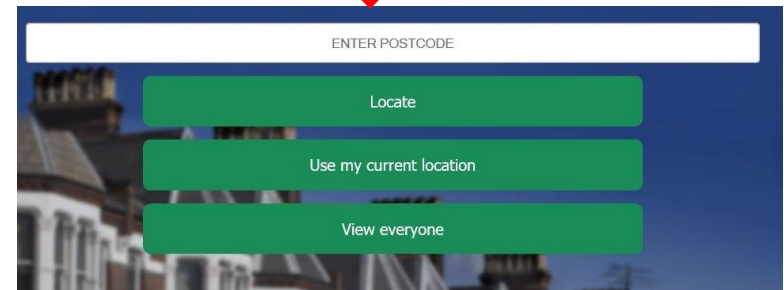 ENTER POSTCODE
Locate
Use my current location
View everyone